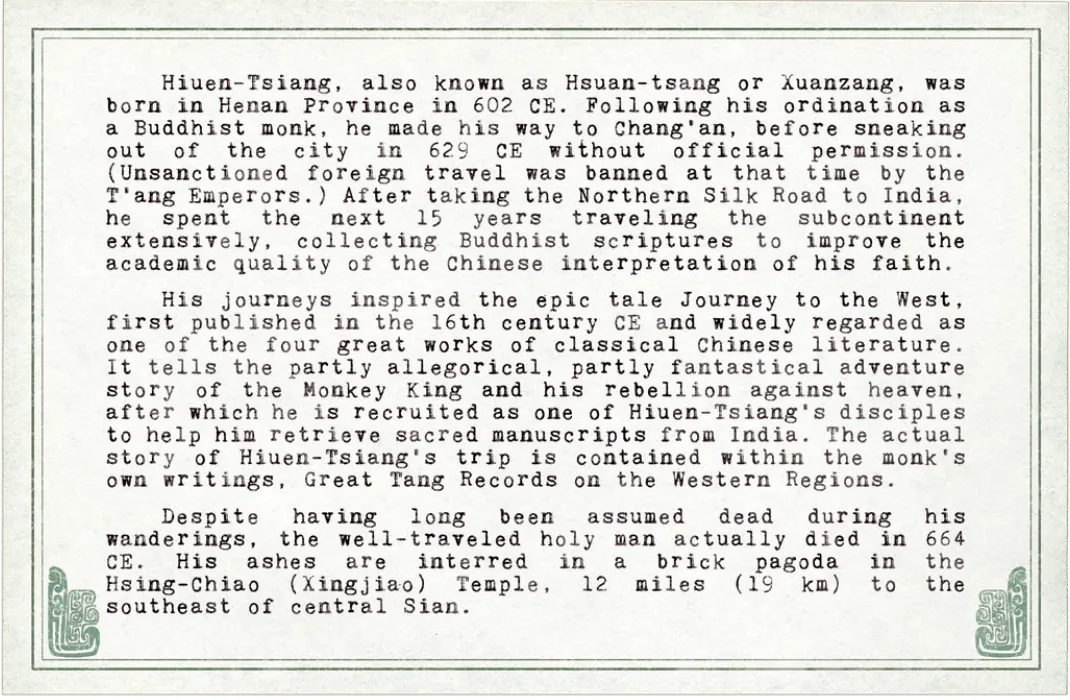 Hiuen-Tsiang, also known as Hsuan-tsang or Xuanzang, was
born in Henan Province in 602 CE. Following his ordination as
a Buddhist monk, he made his way to Chang'an, before sneaking
out of the city in 629 CE without official permission.
(Unsanctioned foreign travel was banned at that time by the
T'ang Emperors.) After taking the Northern Silk Road to India,
he spent the next 15 years traveling the subcontinent
extensively, collecting Buddhist scriptures to improve the
academic quality of the Chinese interpretation of his faith.
His journeys inspired the epic tale Journey to the West,
first published in the 16th century CE and widely regarded as
one of the four great works of classical Chinese literature.
It tells the partly allegorical, partly fantastical adventure
story of the Monkey King and his rebellion against heaven,
after which he is recruited as one of Hiuen-Tsiang's disciples
to help him retrieve sacred manuscripts from India. The actual
story of Hiuen-Tsiang's trip is contained within the monk's
own writings, Great Tang Records on the Western Regions.
Despite having long been assumed dead during his
wanderings, the well-traveled holy man actually died in 664
CE. His ashes are interred in a brick pagoda in the
Hsing-Chiao (Xingjiao) Temple, 12 miles (19 km) to the
southeast of central Sian.